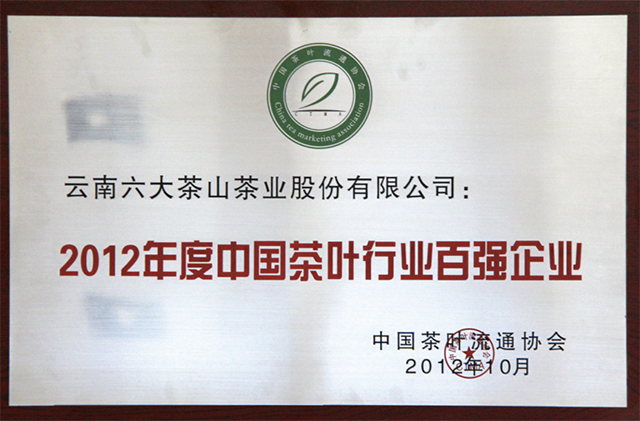 中国茶叶流通协会
China tea marketing association
云南六大茶山茶业股份有限公司：
2012年度中国茶叶行业百强企业
中国茶叶流通协会
2012年10月